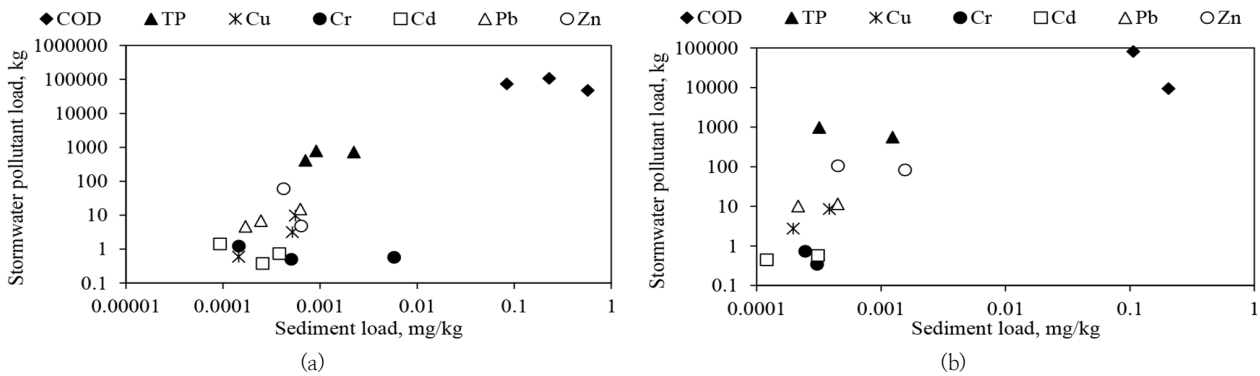 COD TP Cu Cr Cd Pb Zn
Stormwater pollutant load, kg
1000000
100000
10000
1000
100
10
1
0.1
0.00001 0.0001 0.001 0.01 0.1 1
Sediment load, mg/kg
(a)
COD TP Cu Cr Cd Pb Zn
Stormwater pollutant load, kg
100000
10000
1000
100
10
1
0.1
0.0001 0.001 0.01 0.1 1
Sediment load, mg/kg
(b)